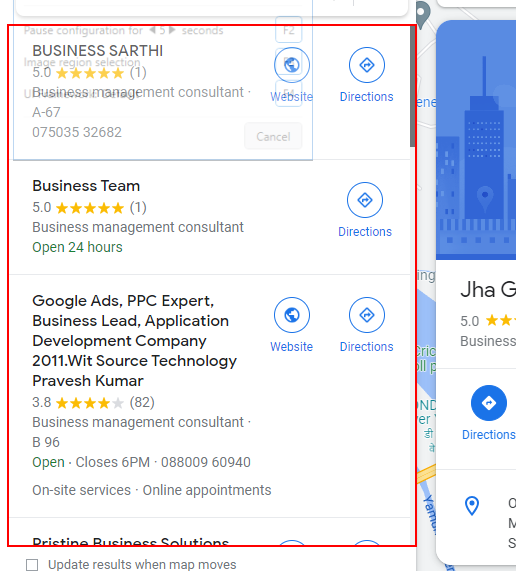 Pause configuration for 5 seconds F2
BUSINESS SARTHI
Image region selection
5.0 (1)
Business management consultant ·
A-67
075035 32682
Website
Directions
Cancel
Business Team
5.0 (1)
Business management consultant
Open 24 hours
Directions
Google Ads, PPC Expert,
Business Lead, Application
Development Company
2011.Wit Source Technology
Pravesh Kumar
3.8 (82)
Business management consultant ·
B 96
Open · Closes 6PM · 088009 60940
On-site services · Online appointments
Website
Directions
Pristine Business Solutions
Update results when map moves
Jha G
5.0
Business
Directions